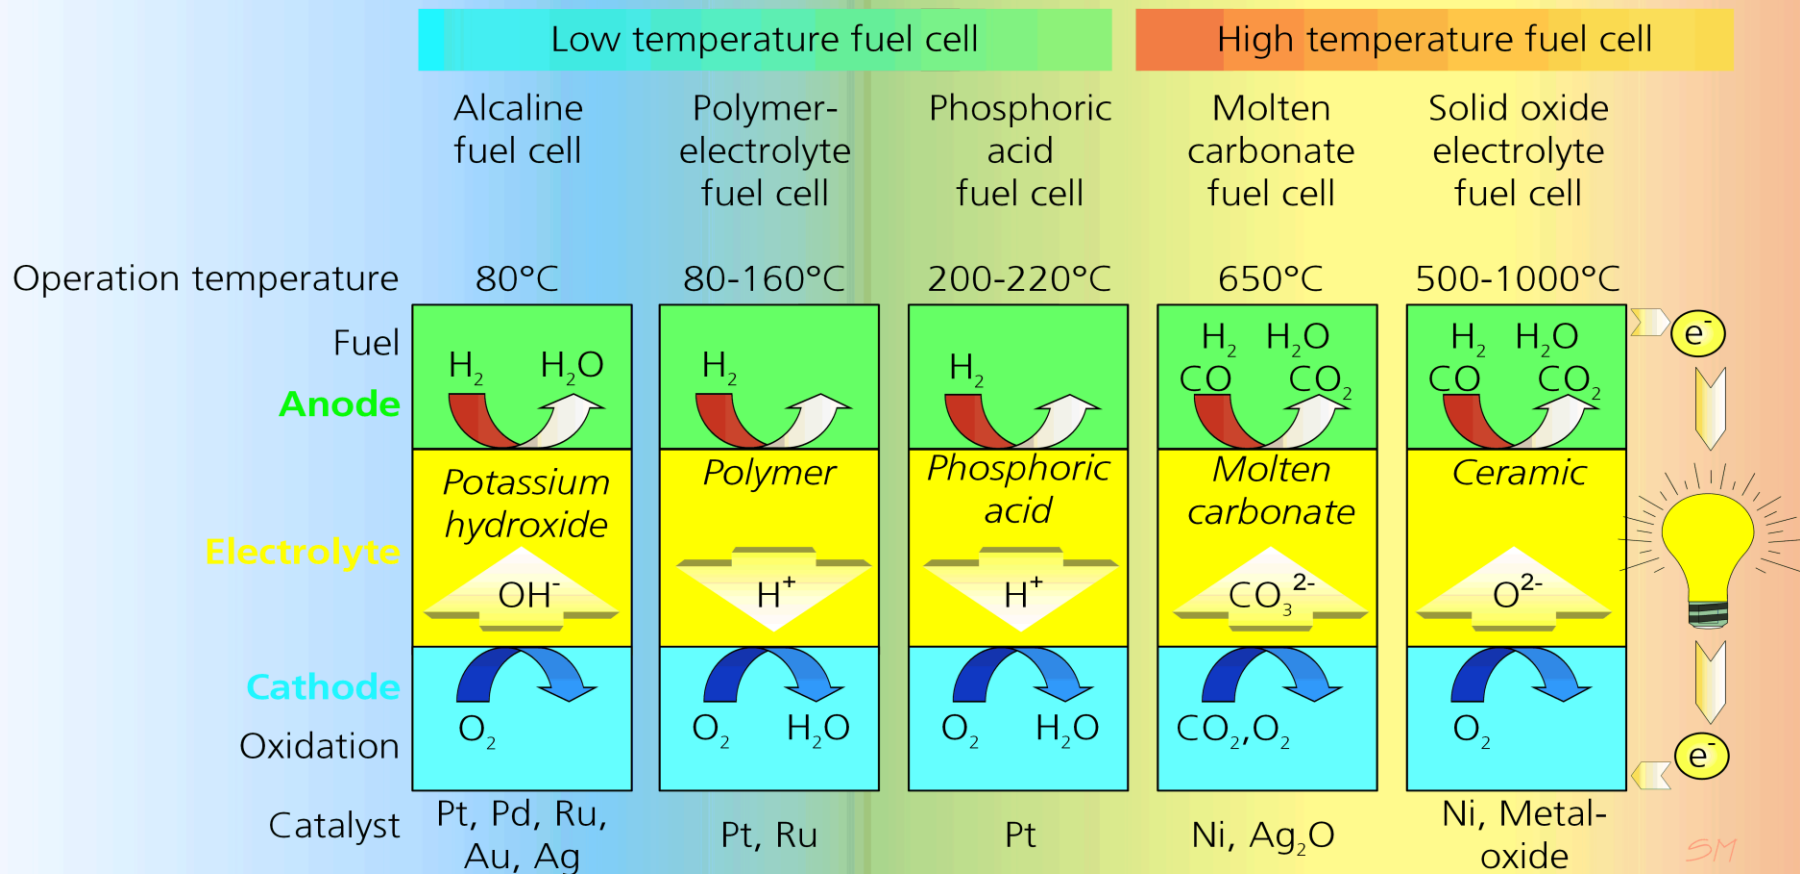 Low temperature fuel cell
High temperature fuel cell
Alcaline
fuel cell
Polymer-
electrolyte
fuel cell
Phosphoric
acid
fuel cell
Molten
carbonate
fuel cell
Solid oxide
electrolyte
fuel cell
Operation temperature
80°C
80-160°C
200-220°C
650°C
500-1000°C
Fuel
Anode
H₂ H₂O
H₂
H₂
H₂ H₂O
CO CO₂
H₂ H₂O
CO CO₂
e⁻
Electrolyte
Potassium
hydroxide
OH⁻
Polymer
H⁺
Phosphoric
acid
H⁺
Molten
carbonate
CO₃²⁻
Ceramic
O²⁻
Cathode
Oxidation
O₂
O₂ H₂O
O₂ H₂O
CO₂,O₂
O₂
e⁻
Catalyst
Pt, Pd, Ru,
Au, Ag
Pt, Ru
Pt
Ni, Ag₂O
Ni, Metal-
oxide
SM